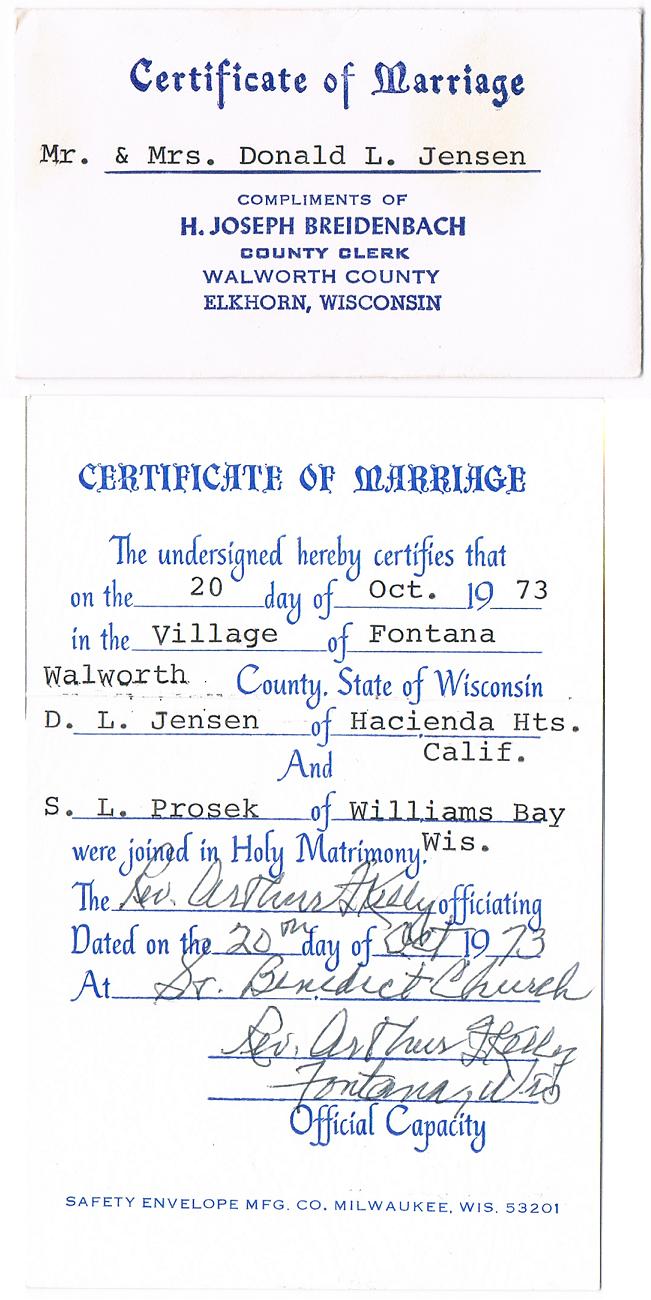 Certificate of Marriage
Mr. & Mrs. Donald L. Jensen
COMPLIMENTS OF
H. JOSEPH BREIDENBACH
COUNTY CLERK
WALWORTH COUNTY
ELKHORN, WISCONSIN
CERTIFICATE OF MARRIAGE
The undersigned hereby certifies that
on the 20 day of Oct. 19 73
in the Village of Fontana
Walworth County, State of Wisconsin
D. L. Jensen of Hacienda Hts.
Calif.
And
S. L. Prosek of Williams Bay
Wis.
were joined in Holy Matrimony.
The Rev. Arthur F Kelly officiating
Dated on the 20th day of Oct 19 73
At St. Benedict Church
Rev. Arthur F Kelly
Fontana, Wis
Official Capacity
SAFETY ENVELOPE MFG. CO. MILWAUKEE, WIS. 53201